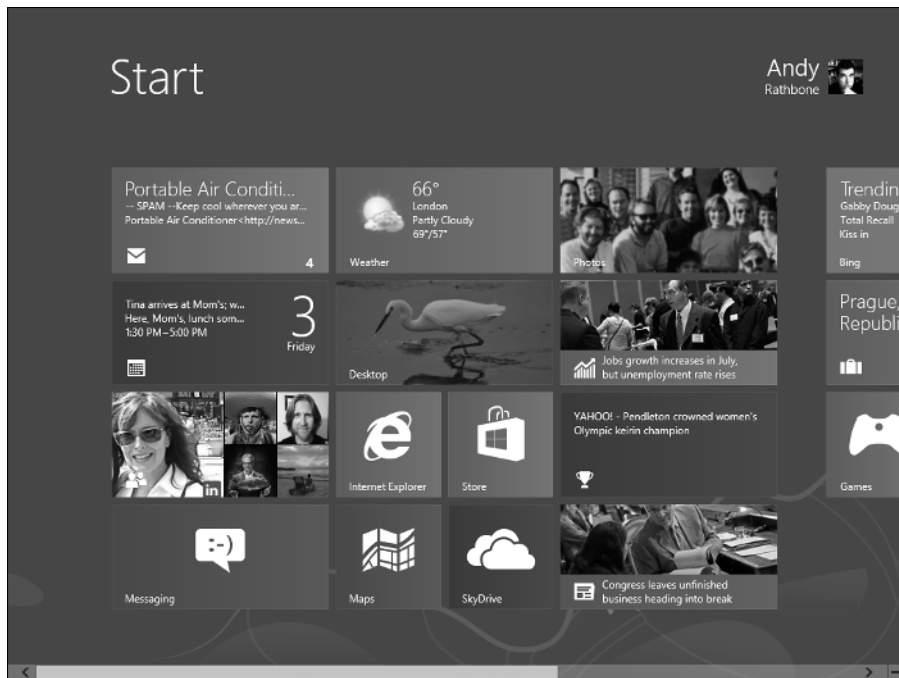 Start
Andy
Rathbone
Portable Air Conditi...
-- SPAM --Keep cool wherever you ar...
Portable Air Conditioner<http://news...
4
66°
London
Partly Cloudy
69°/57°
Weather
Photos
Trendin
Gabby Doug
Total Recall
Kiss in
Bing
Tina arrives at Mom's; w...
Here, Mom's, lunch som...
1:30 PM–5:00 PM
3
Friday
Desktop
Jobs growth increases in July,
but unemployment rate rises
Prague,
Republi
in
Internet Explorer
Store
YAHOO! - Pendleton crowned women's
Olympic keirin champion
Games
:-)
Messaging
Maps
SkyDrive
Congress leaves unfinished
business heading into break